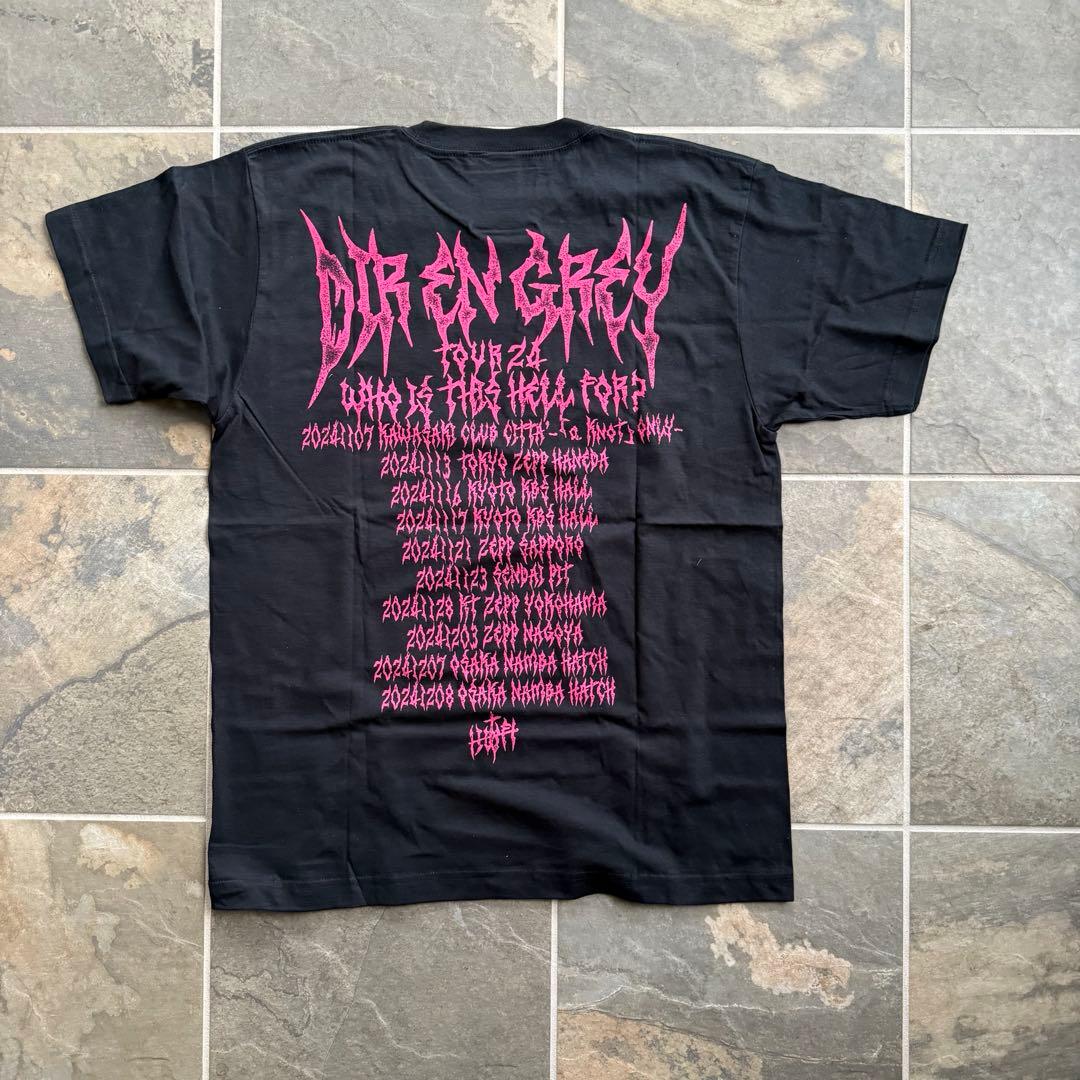 DIR EN GREY
TOUR 24
WHO IS THIS HELL FOR?
20241107 KAWASAKI CLUB CITTA'-「a knot」ONLY-
20241113 TOKYO ZEPP HANEDA
20241116 KYOTO KBS HALL
20241117 KYOTO KBS HALL
20241121 ZEPP SAPPORO
20241123 SENDAI PIT
20241128 KT ZEPP YOKOHAMA
20241203 ZEPP NAGOYA
20241207 OSAKA NAMBA HATCH
20241208 OSAKA NAMBA HATCH